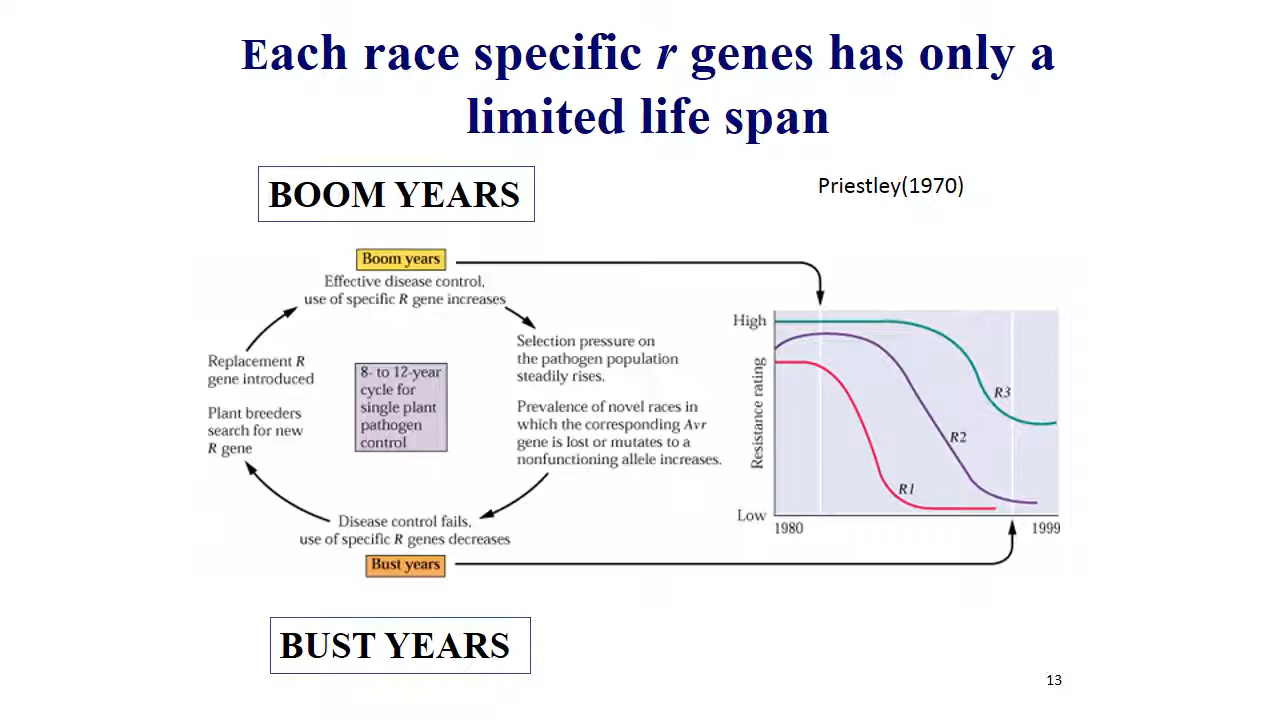 Each race specific r genes has only a
limited life span
BOOM YEARS
Priestley(1970)
Boom years
Effective disease control,
use of specific R gene increases
Selection pressure on
the pathogen population
steadily rises.
Prevalence of novel races in
which the corresponding Avr
gene is lost or mutates to a
nonfunctioning allele increases.
Replacement R
gene introduced
Plant breeders
search for new
R gene
8- to 12-year
cycle for
single plant
pathogen
control
Disease control fails,
use of specific R genes decreases
Bust years
High
Resistance rating
Low
R3
R2
R1
1980
1999
BUST YEARS
13